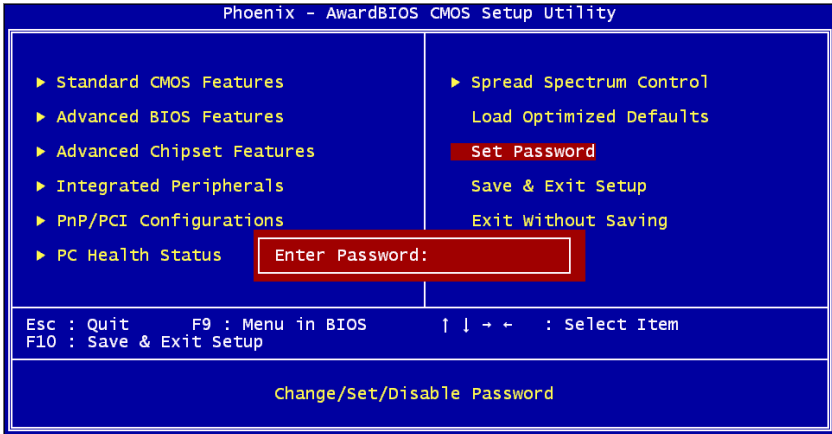 Phoenix - AwardBIOS CMOS Setup Utility
▶ Standard CMOS Features
▶ Advanced BIOS Features
▶ Advanced Chipset Features
▶ Integrated Peripherals
▶ PnP/PCI Configurations
▶ PC Health Status
▶ Spread Spectrum Control
Load Optimized Defaults
Set Password
Save & Exit Setup
Exit Without Saving
Enter Password:
Esc : Quit F9 : Menu in BIOS ↑ ↓ → ← : Select Item
F10 : Save & Exit Setup
Change/Set/Disable Password